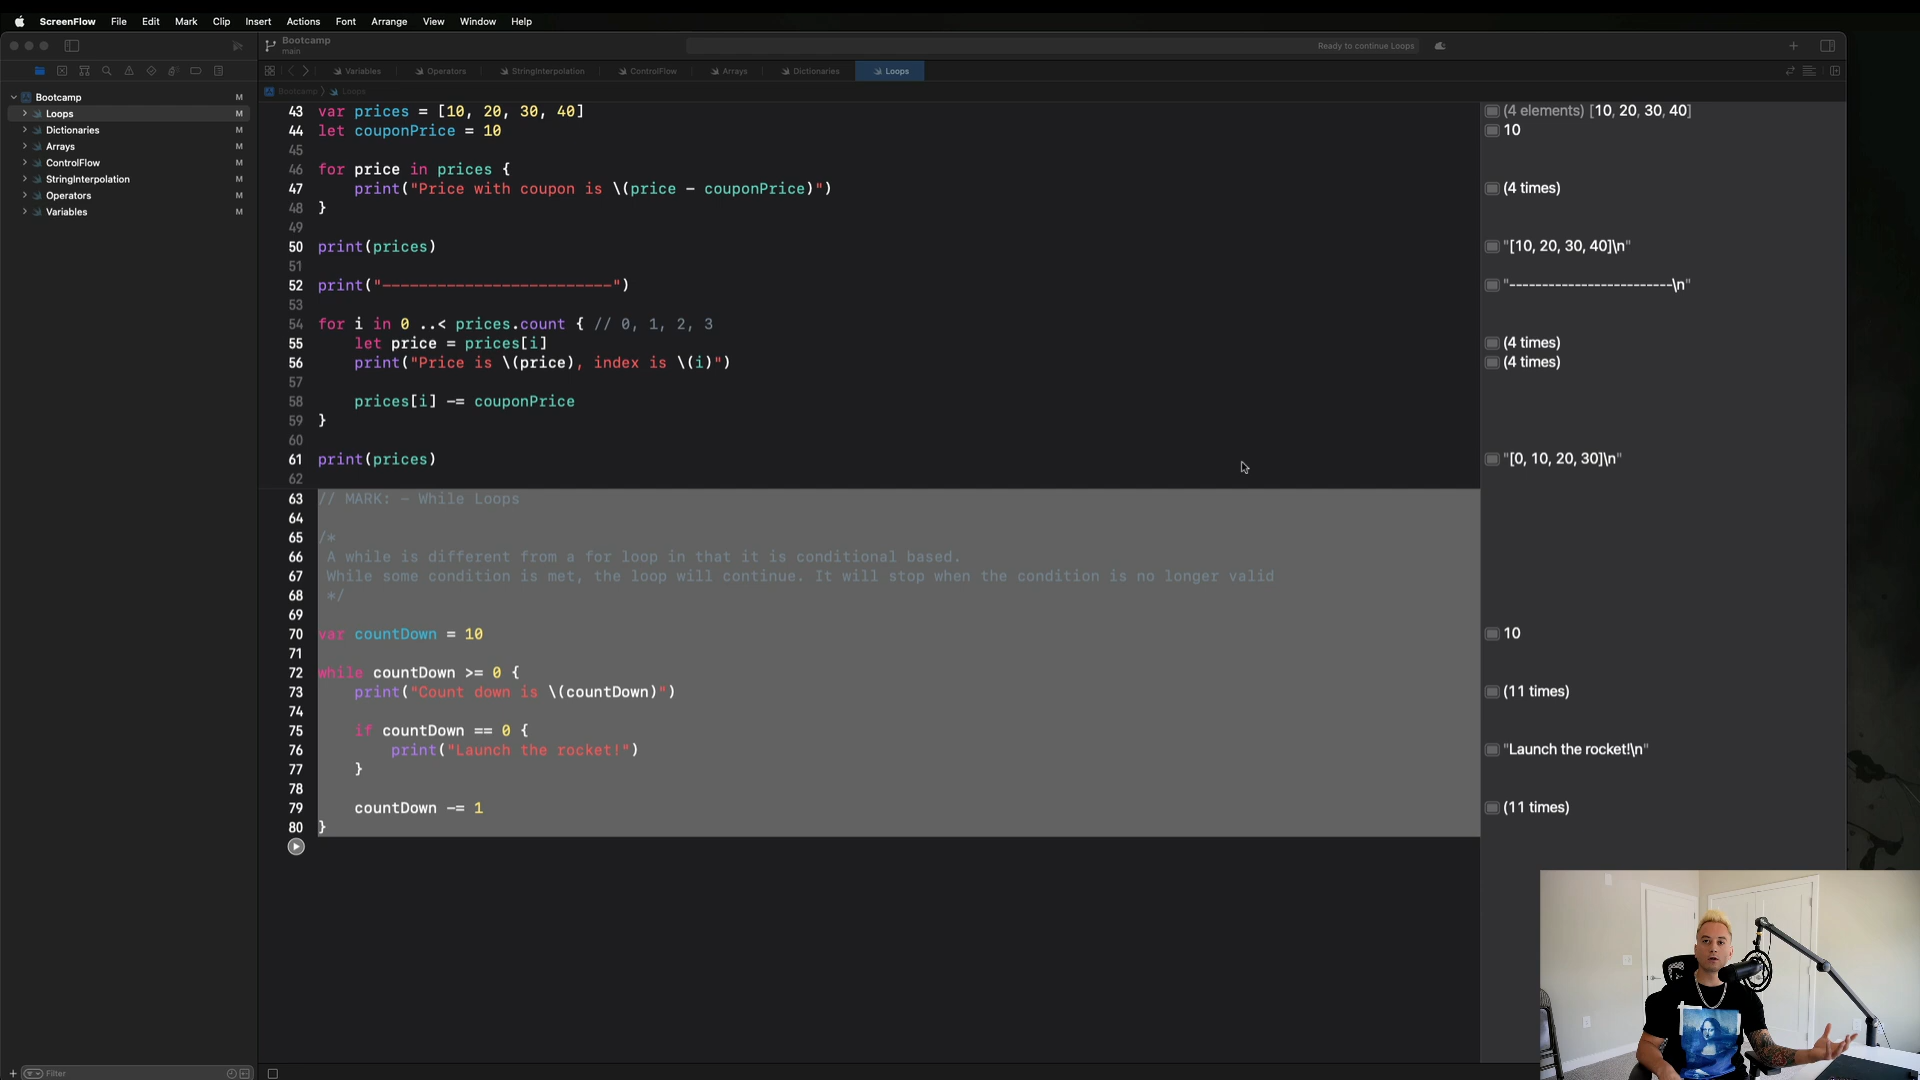 ScreenFlow File Edit Mark Clip Insert Actions Font Arrange View Window Help
Bootcamp
main
Ready to continue Loops
Variables Operators StringInterpolation ControlFlow Arrays Dictionaries Loops
Bootcamp Loops
Bootcamp M
Loops M
Dictionaries M
Arrays M
ControlFlow M
StringInterpolation M
Operators M
Variables M
43 var prices = [10, 20, 30, 40]
44 let couponPrice = 10
45
46 for price in prices {
47 print("Price with coupon is \(price - couponPrice)")
48 }
49
50 print(prices)
51
52 print("-------------------------")
53
54 for i in 0 ..< prices.count { // 0, 1, 2, 3
55 let price = prices[i]
56 print("Price is \(price), index is \(i)")
57
58 prices[i] -= couponPrice
59 }
60
61 print(prices)
62
63 // MARK: - While Loops
64
65 /*
66 A while is different from a for loop in that it is conditional based.
67 While some condition is met, the loop will continue. It will stop when the condition is no longer valid
68 */
69
70 var countDown = 10
71
72 while countDown >= 0 {
73 print("Count down is \(countDown)")
74
75 if countDown == 0 {
76 print("Launch the rocket!")
77 }
78
79 countDown -= 1
80 }
(4 elements) [10, 20, 30, 40]
10
(4 times)
"[10, 20, 30, 40]\n"
"-------------------------\n"
(4 times)
(4 times)
"[0, 10, 20, 30]\n"
10
(11 times)
"Launch the rocket!\n"
(11 times)
Filter